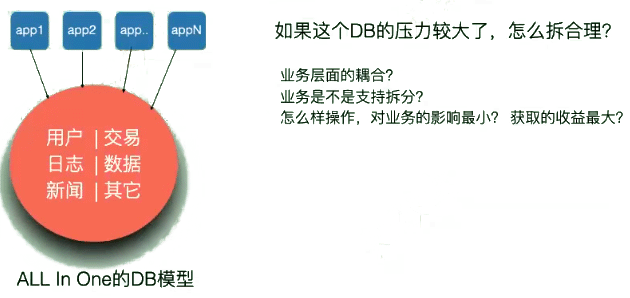 app1 app2 app.. appN
如果这个DB的压力较大了，怎么拆合理？
业务层面的耦合？
业务是不是支持拆分？
怎么样操作，对业务的影响最小？ 获取的收益最大？
用户 | 交易
日志 | 数据
新闻 | 其它
ALL In One的DB模型